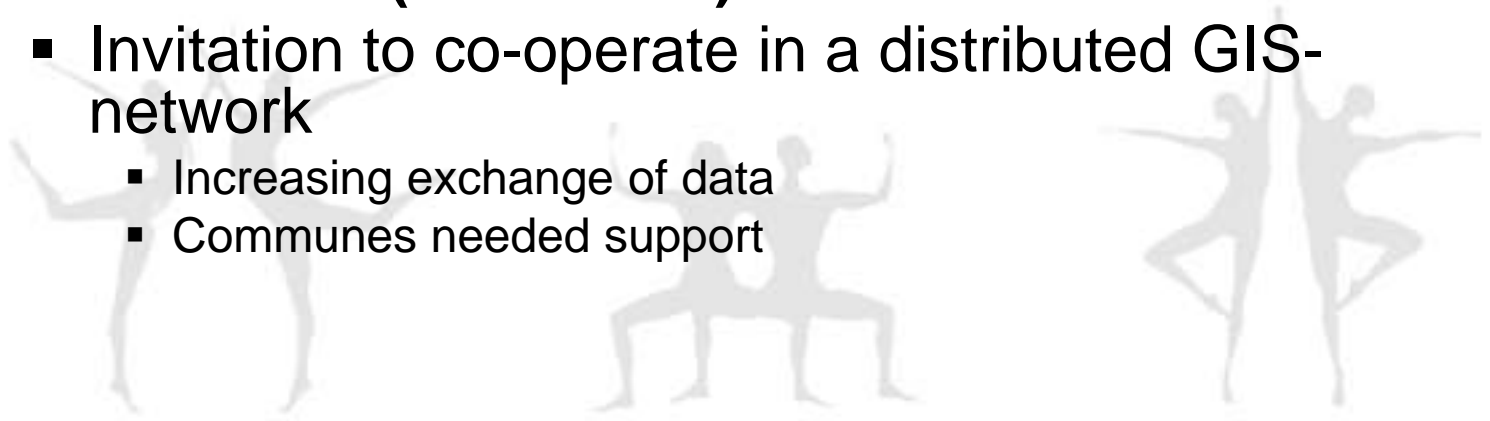 ▪ Invitation to co-operate in a distributed GIS-
network
▪ Increasing exchange of data
▪ Communes needed support